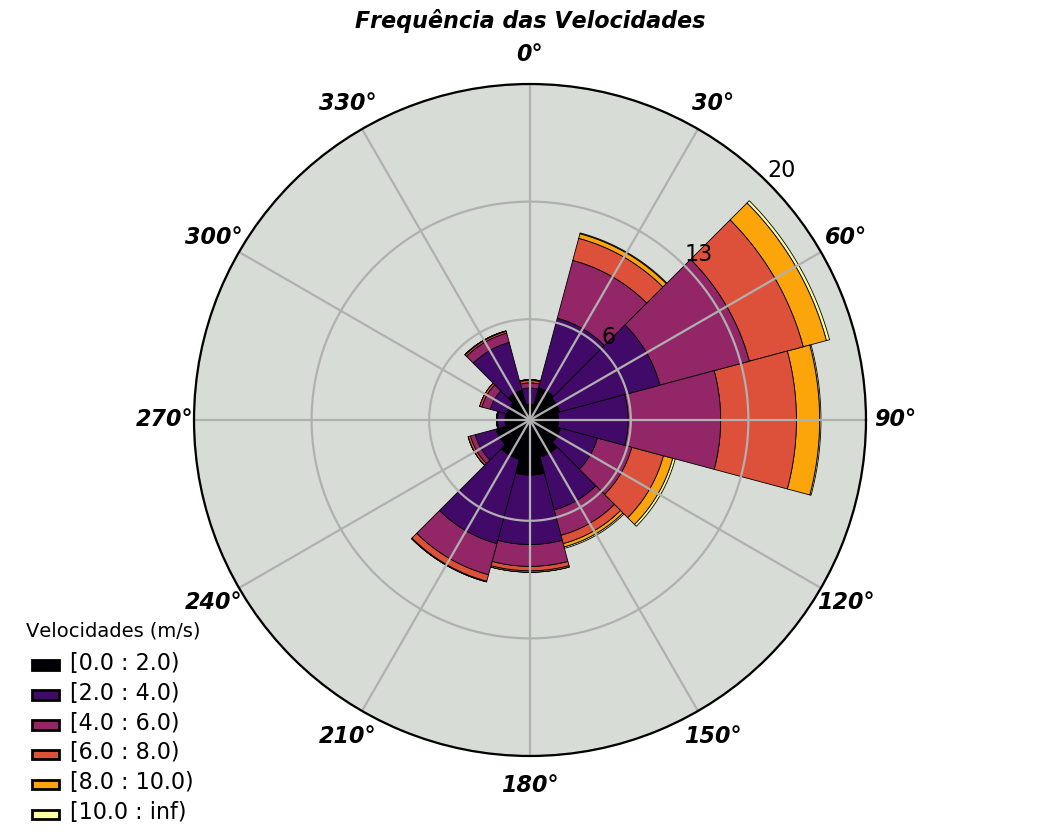 Frequência das Velocidades
0°
330°
30°
20
300°
60°
13
6
270°
90°
240°
120°
210°
150°
180°
Velocidades (m/s)
[0.0 : 2.0)
[2.0 : 4.0)
[4.0 : 6.0)
[6.0 : 8.0)
[8.0 : 10.0)
[10.0 : inf)